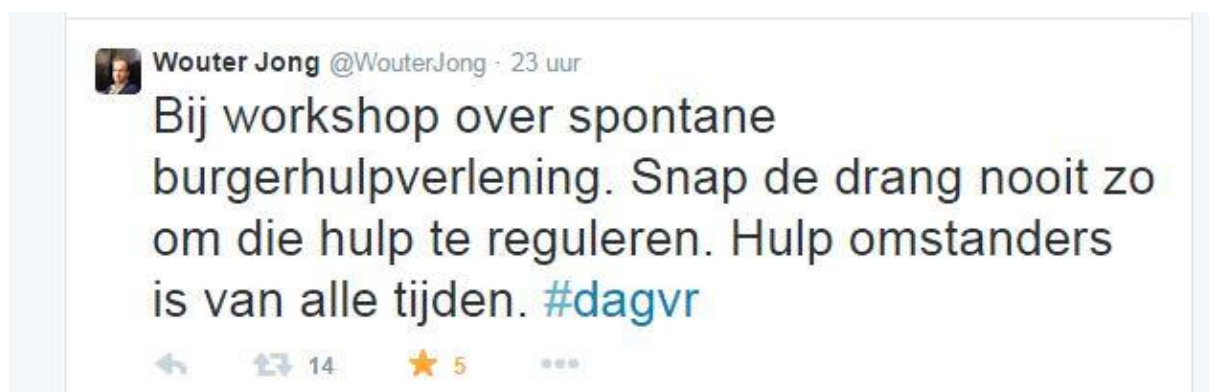 Wouter Jong @WouterJong · 23 uur
Bij workshop over spontane
burgerhulpverlening. Snap de drang nooit zo
om die hulp te reguleren. Hulp omstanders
is van alle tijden. #dagvr
14 5